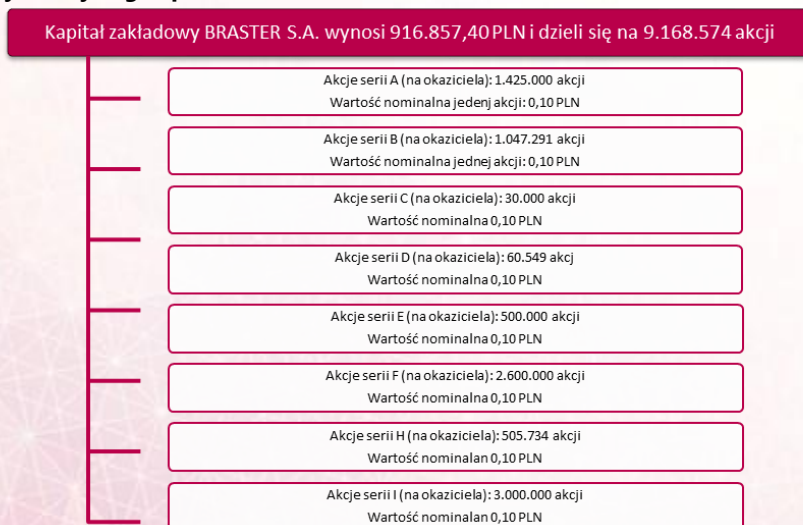 Kapitał zakładowy BRASTER S.A. wynosi 916.857,40 PLN i dzieli się na 9.168.574 akcji
Akcje serii A (na okaziciela): 1.425.000 akcji
Wartość nominalna jedenj akcji: 0,10 PLN
Akcje serii B (na okaziciela): 1.047.291 akcji
Wartość nominalna jednej akcji: 0,10 PLN
Akcje serii C (na okaziciela): 30.000 akcji
Wartość nominalna 0,10 PLN
Akcje serii D (na okaziciela): 60.549 akcj
Wartość nominalna 0,10 PLN
Akcje serii E (na okaziciela): 500.000 akcji
Wartość nominalna 0,10 PLN
Akcje serii F (na okaziciela): 2.600.000 akcji
Wartość nominalna 0,10 PLN
Akcje serii H (na okaziciela): 505.734 akcji
Wartość nominalan 0,10 PLN
Akcje serii I (na okaziciela): 3.000.000 akcji
Wartość nominalan 0,10 PLN